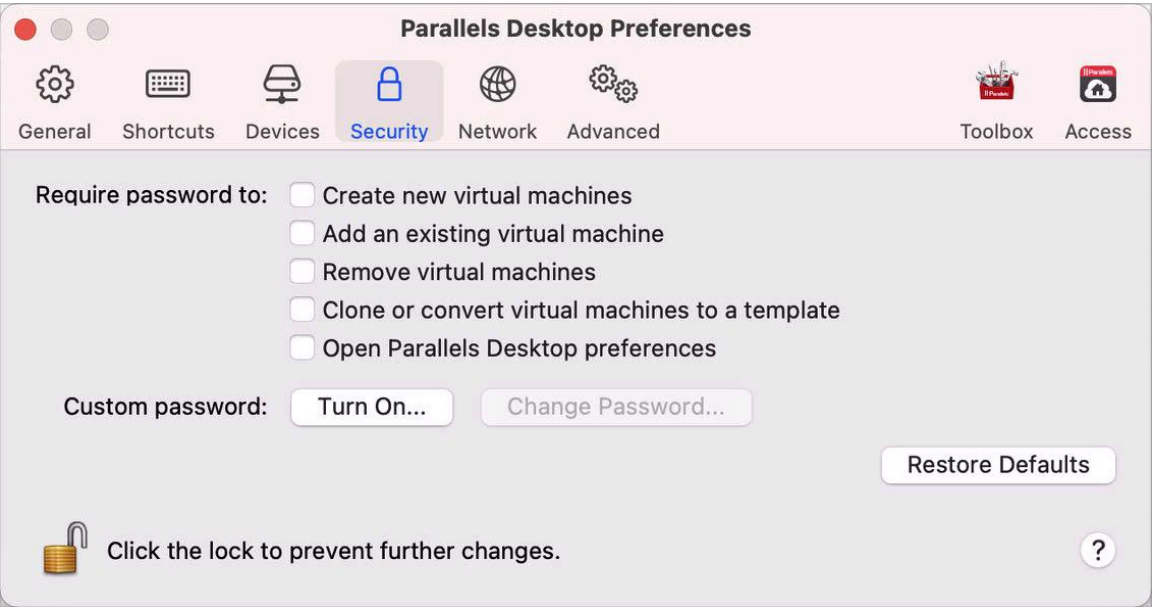 Parallels Desktop Preferences
General Shortcuts Devices Security Network Advanced Toolbox Access
Require password to: Create new virtual machines
Add an existing virtual machine
Remove virtual machines
Clone or convert virtual machines to a template
Open Parallels Desktop preferences
Custom password: Turn On... Change Password...
Restore Defaults
Click the lock to prevent further changes. ?